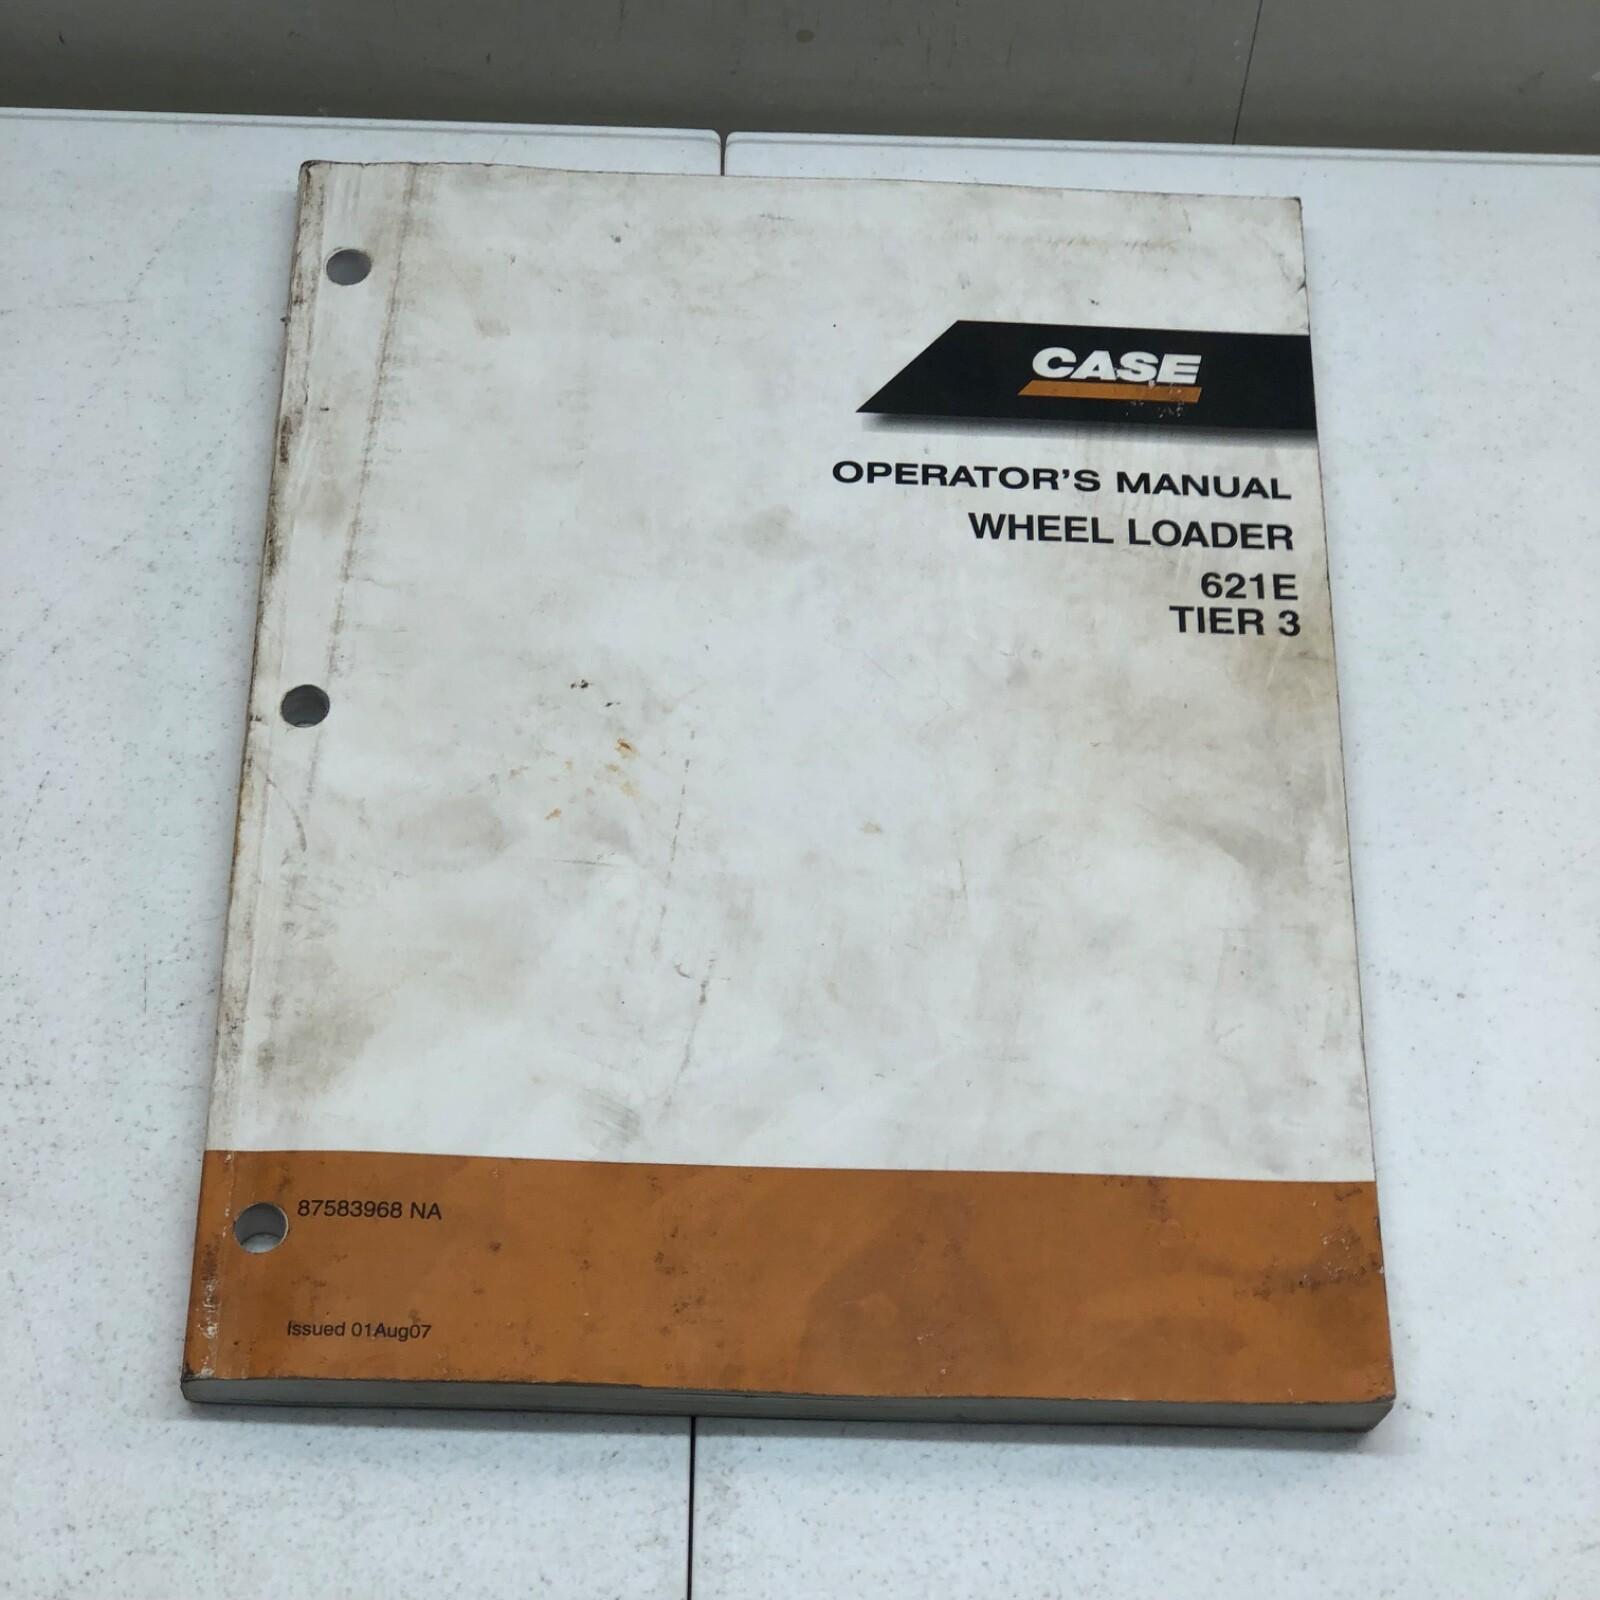 CASE
OPERATOR'S MANUAL
WHEEL LOADER
621E
TIER 3
87583968 NA
Issued 01Aug07